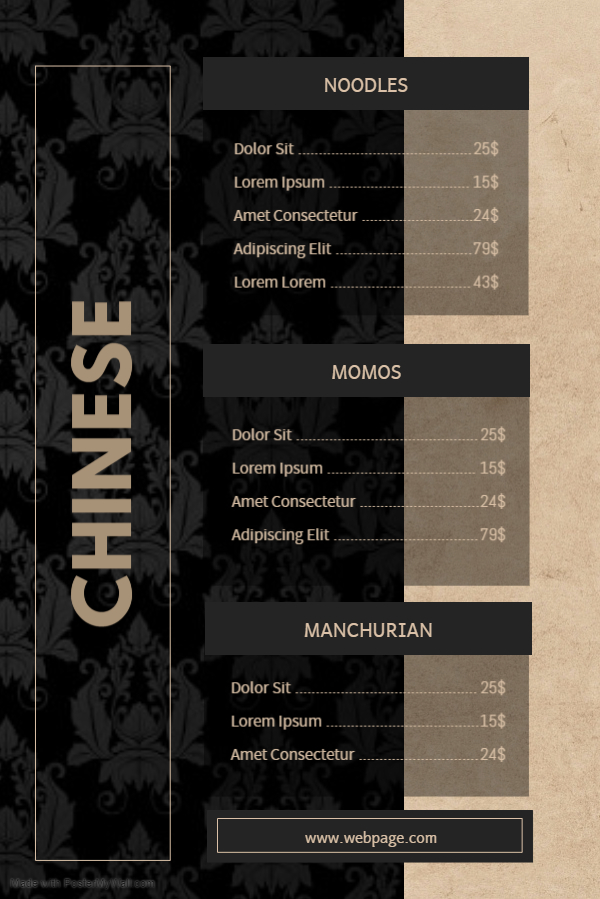 CHINESE
NOODLES
Dolor Sit 25$
Lorem Ipsum 15$
Amet Consectetur 24$
Adipiscing Elit 79$
Lorem Lorem 43$
MOMOS
Dolor Sit 25$
Lorem Ipsum 15$
Amet Consectetur 24$
Adipiscing Elit 79$
MANCHURIAN
Dolor Sit 25$
Lorem Ipsum 15$
Amet Consectetur 24$
www.webpage.com
Made with PosterMyWall.com